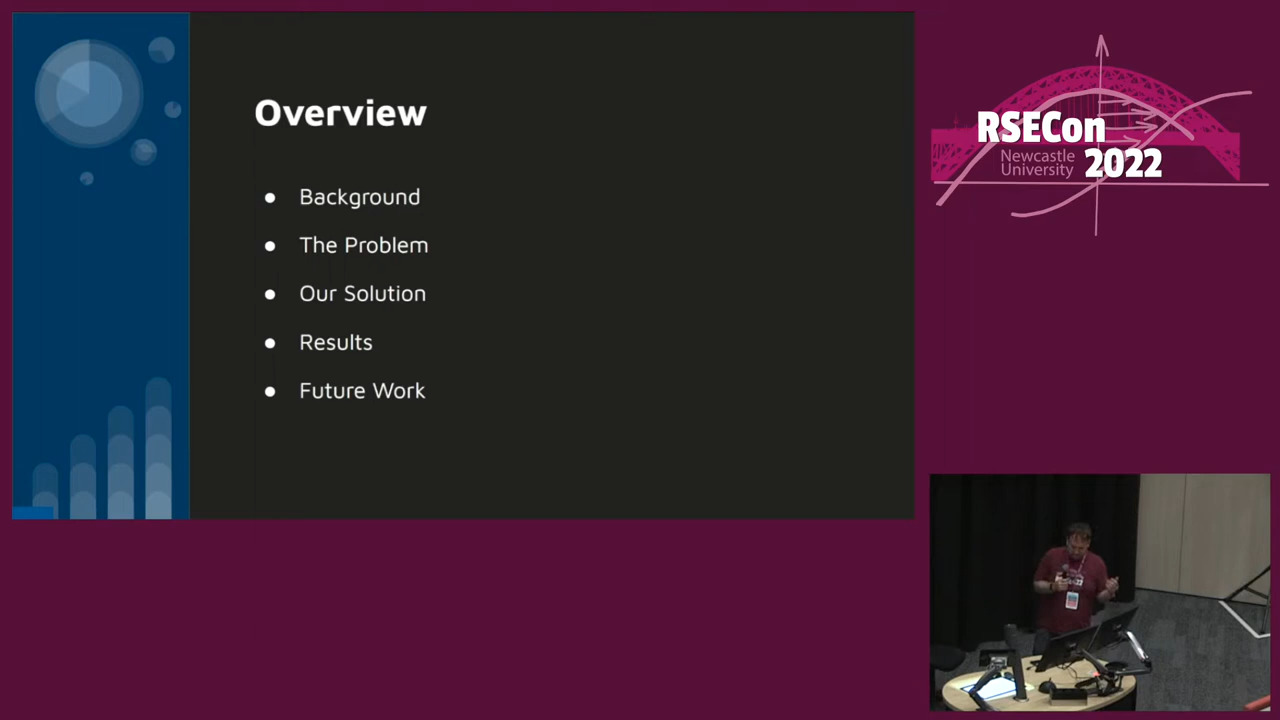 Overview
Background
The Problem
Our Solution
Results
Future Work
RSECon
Newcastle
University
2022